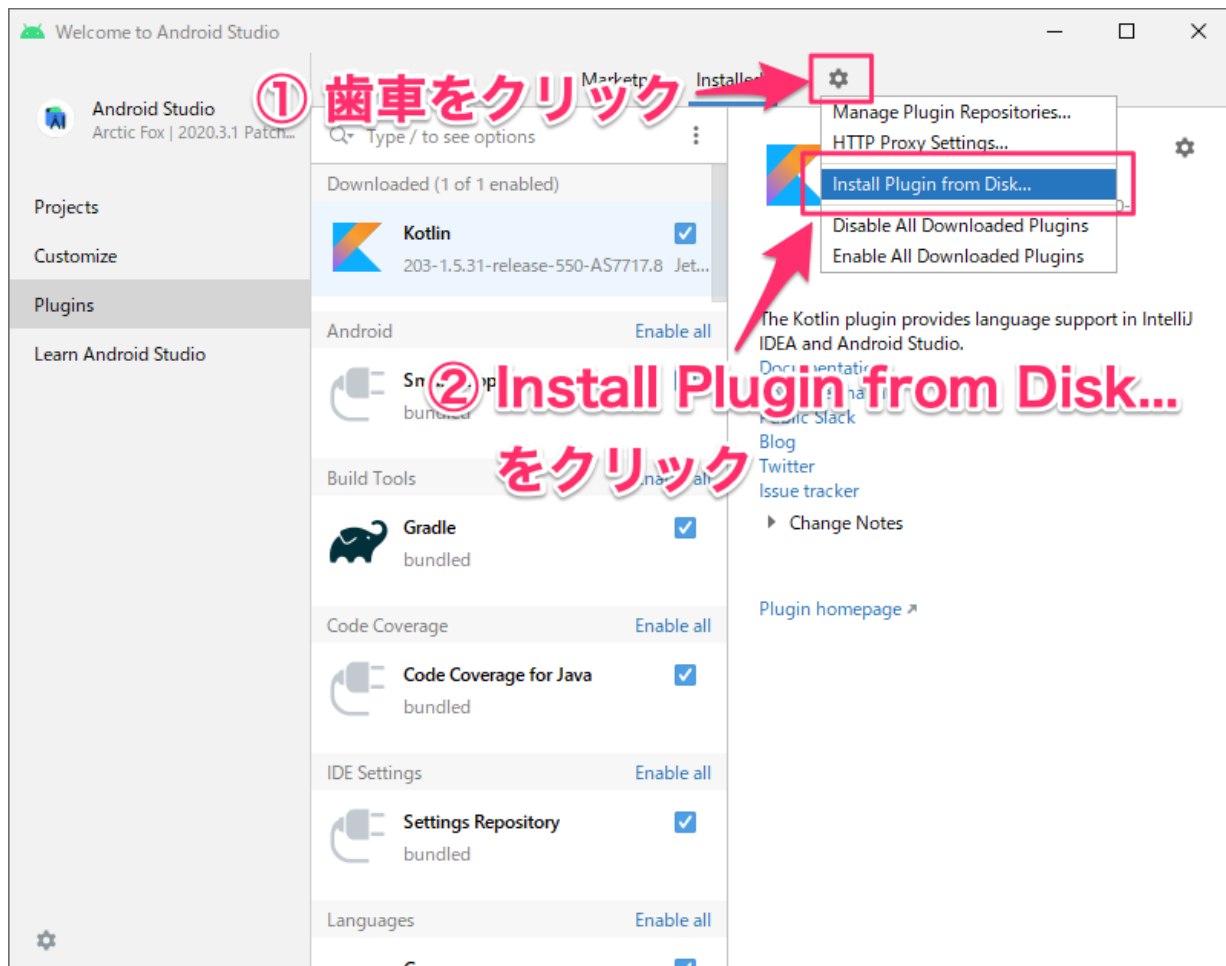 Welcome to Android Studio
Android Studio
Arctic Fox | 2020.3.1 Patch...
Projects
Customize
Plugins
Learn Android Studio
Installed
① 歯車をクリック
Type / to see options
Downloaded (1 of 1 enabled)
Kotlin
203-1.5.31-release-550-AS7717.8 Jet...
Android Enable all
bundled
Build Tools
Gradle
bundled
Code Coverage Enable all
Code Coverage for Java
bundled
IDE Settings Enable all
Settings Repository
bundled
Languages Enable all
Manage Plugin Repositories...
HTTP Proxy Settings...
Install Plugin from Disk...
Disable All Downloaded Plugins
Enable All Downloaded Plugins
The Kotlin plugin provides language support in IntelliJ
IDEA and Android Studio.
② Install Plugin from Disk...
をクリック
Public Slack
Blog
Twitter
Issue tracker
Change Notes
Plugin homepage